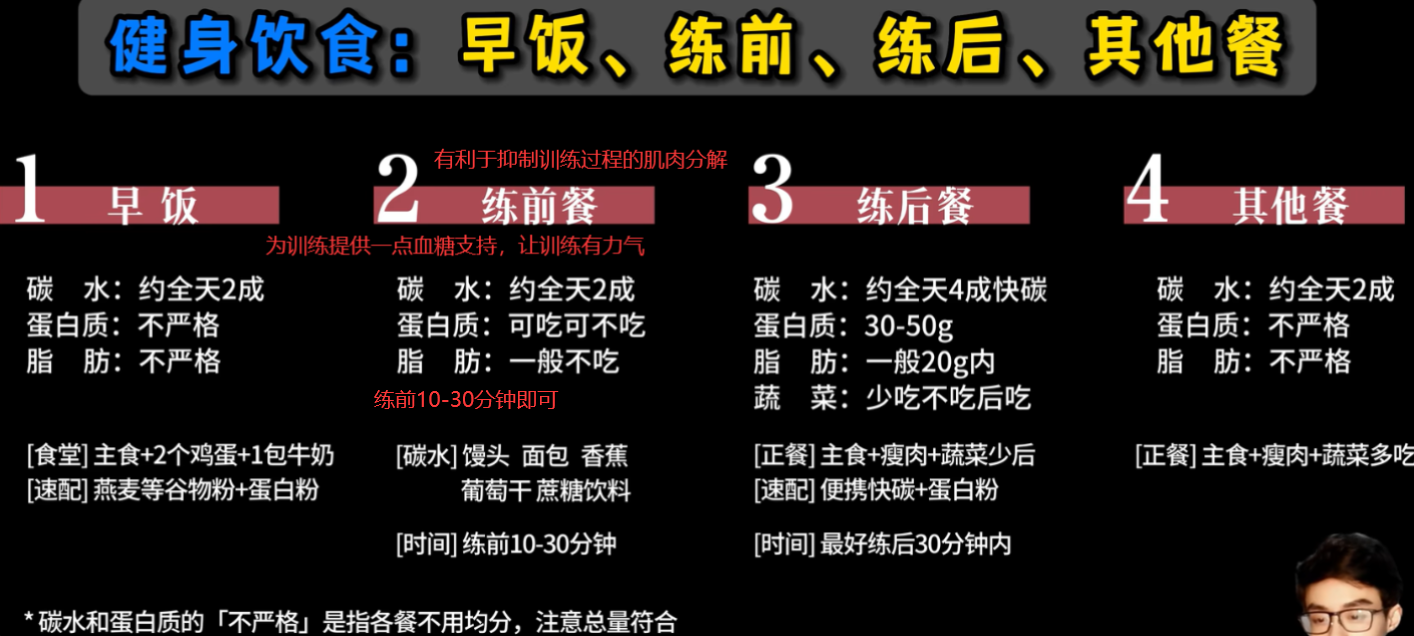 健身饮食：早饭、练前、练后、其他餐
1 早饭
碳 水：约全天2成
蛋白质：不严格
脂 肪：不严格
[食堂] 主食+2个鸡蛋+1包牛奶
[速配] 燕麦等谷物粉+蛋白粉
有利于抑制训练过程的肌肉分解
2 练前餐
为训练提供一点血糖支持，让训练有力气
碳 水：约全天2成
蛋白质：可吃可不吃
脂 肪：一般不吃
练前10-30分钟即可
[碳水] 馒头 面包 香蕉
葡萄干 蔗糖饮料
[时间] 练前10-30分钟
3 练后餐
碳 水：约全天4成快碳
蛋白质：30-50g
脂 肪：一般20g内
蔬 菜：少吃不吃后吃
[正餐] 主食+瘦肉+蔬菜少后
[速配] 便携快碳+蛋白粉
[时间] 最好练后30分钟内
4 其他餐
碳 水：约全天2成
蛋白质：不严格
脂 肪：不严格
[正餐] 主食+瘦肉+蔬菜多吃
* 碳水和蛋白质的「不严格」是指各餐不用均分，注意总量符合